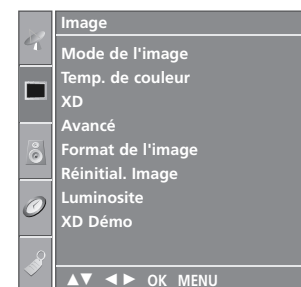 Image
Mode de l'image
Temp. de couleur
XD
Avancé
Format de l'image
Réinitial. Image
Luminosite
XD Démo
▲▼ ◄► OK MENU